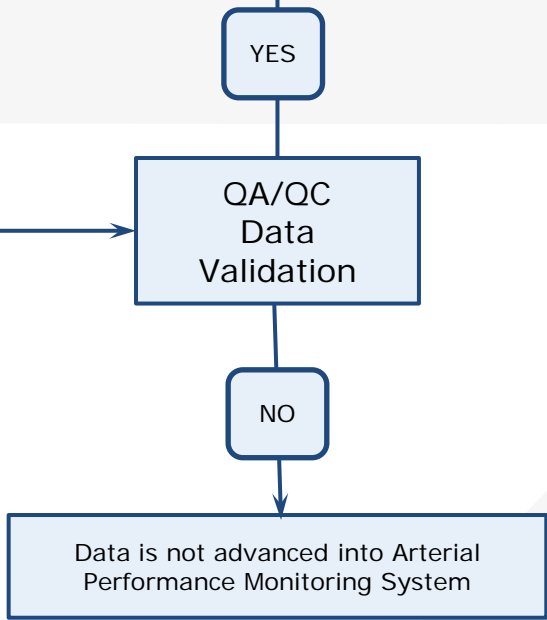 YES
QA/QC
Data
Validation
NO
Data is not advanced into Arterial
Performance Monitoring System